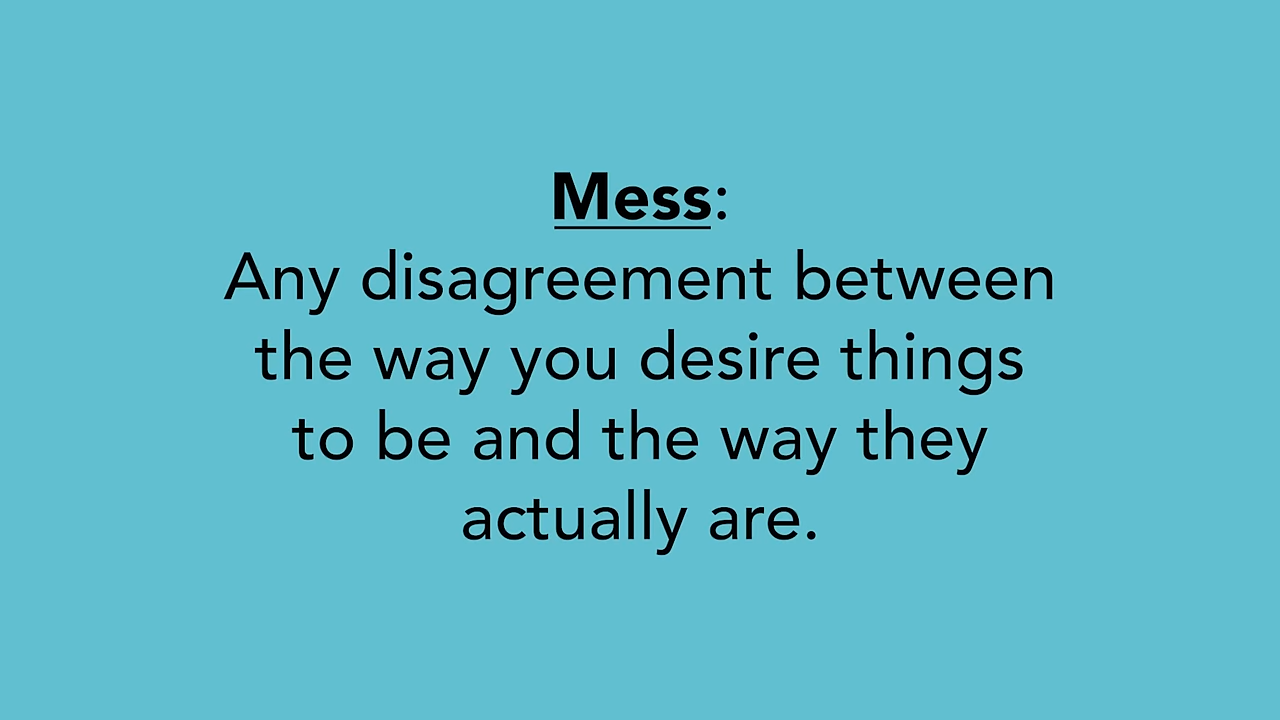 Mess:
Any disagreement between
the way you desire things
to be and the way they
actually are.